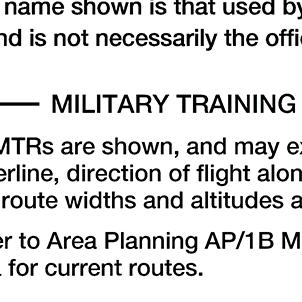 name shown is that used by
nd is not necessarily the offi
MILITARY TRAINING
MTRs are shown, and may ex
erline, direction of flight alon
route widths and altitudes a
er to Area Planning AP/1B M
for current routes.